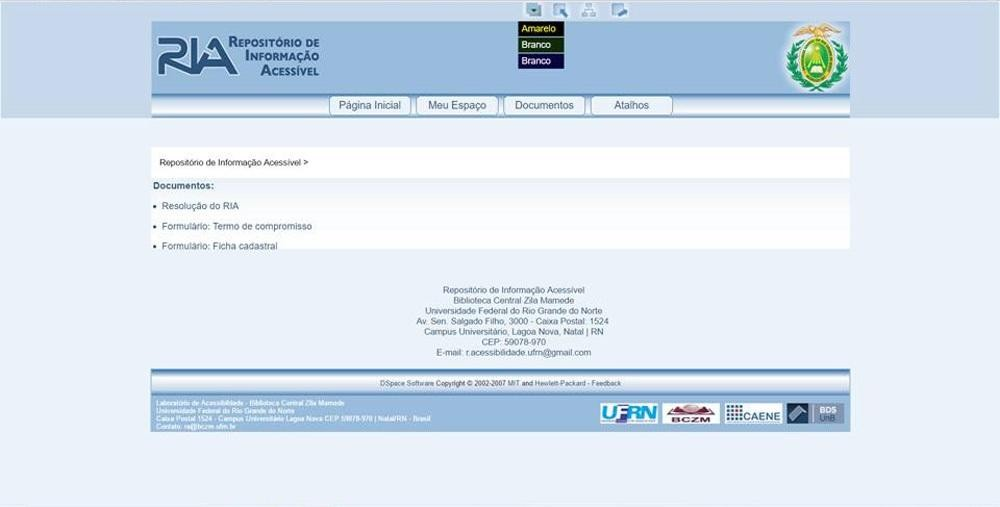 Amarelo
Branco
Branco
RIA REPOSITÓRIO DE
INFORMAÇÃO
ACESSÍVEL
Página Inicial Meu Espaço Documentos Atalhos
Repositório de Informação Acessível >
Documentos:
• Resolução do RIA
• Formulário: Termo de compromisso
• Formulário: Ficha cadastral
Repositório de Informação Acessível
Biblioteca Central Zila Mamede
Universidade Federal do Rio Grande do Norte
Av. Sen. Salgado Filho, 3000 - Caixa Postal: 1524
Campus Universitário, Lagoa Nova, Natal | RN
CEP: 59078-970
E-mail: r.acessibilidade.ufrn@gmail.com
DSpace Software Copyright © 2002-2007 MIT and Hewlett-Packard - Feedback
Laboratório de Acessibilidade - Biblioteca Central Zila Mamede
Universidade Federal do Rio Grande do Norte
Caixa Postal 1524 - Campus Universitário Lagoa Nova CEP 59078-970 | Natal/RN - Brasil
Contato: ria@bczm.ufrn.br
UFRN BCZM CAENE BDS
UnB